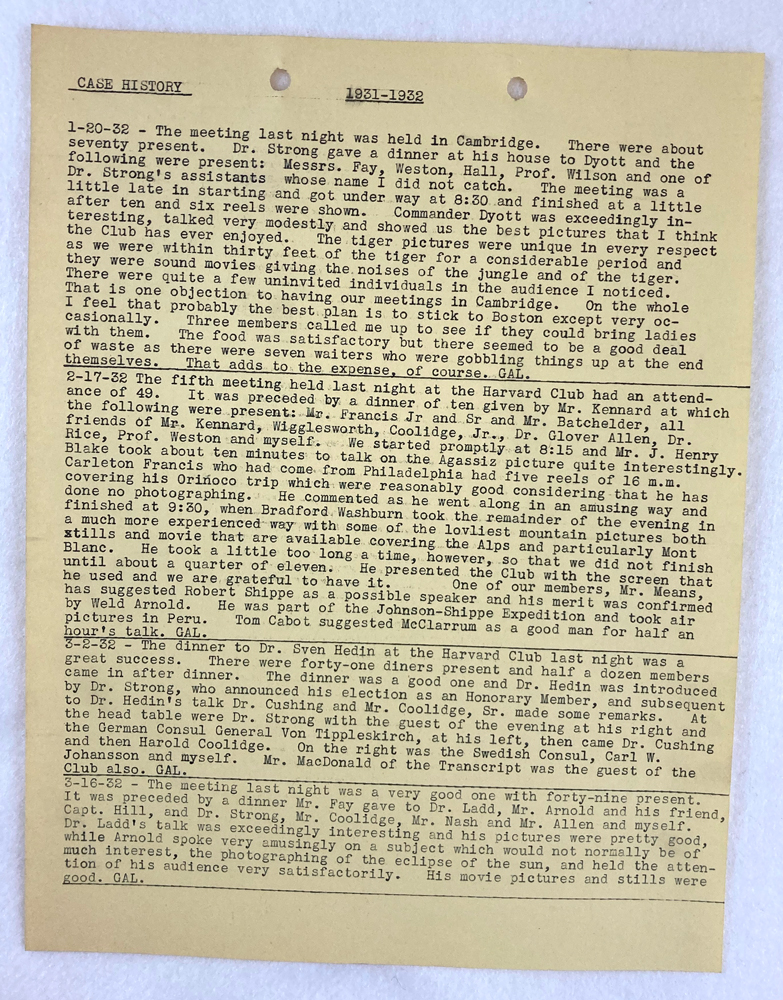 CASE HISTORY
1931-1932
1-20-32 - The meeting last night was held in Cambridge. There were about
seventy present. Dr. Strong gave a dinner at his house to Dyott and the
following were present: Messrs. Fay, Weston, Hall, Prof. Wilson and one of
Dr. Strong's assistants whose name I did not catch. The meeting was a
little late in starting and got under way at 8:30 and finished at a little
after ten and six reels were shown. Commander Dyott was exceedingly in-
teresting, talked very modestly and showed us the best pictures that I think
the Club has ever enjoyed. The tiger pictures were unique in every respect
as we were within thirty feet of the tiger for a considerable period and
they were sound movies giving the noises of the jungle and of the tiger.
There were quite a few uninvited individuals in the audience I noticed.
That is one objection to having our meetings in Cambridge. On the whole
I feel that probably the best plan is to stick to Boston except very oc-
casionally. Three members called me up to see if they could bring ladies
with them. The food was satisfactory but there seemed to be a good deal
of waste as there were seven waiters who were gobbling things up at the end
themselves. That adds to the expense, of course. GAL.
2-17-32 The fifth meeting held last night at the Harvard Club had an attend-
ance of 49. It was preceded by a dinner of ten given by Mr. Kennard at which
the following were present: Mr. Francis Jr and Sr and Mr. Batchelder, all
friends of Mr. Kennard, Wigglesworth, Coolidge, Jr., Dr. Glover Allen, Dr.
Rice, Prof. Weston and myself. We started promptly at 8:15 and Mr. J. Henry
Blake took about ten minutes to talk on the Agassiz picture quite interestingly.
Carleton Francis who had come from Philadelphia had five reels of 16 m.m.
covering his Orinoco trip which were reasonably good considering that he has
done no photographing. He commented as he went along in an amusing way and
finished at 9:30, when Bradford Washburn took the remainder of the evening in
a much more experienced way with some of the lovliest mountain pictures both
stills and movie that are available covering the Alps and particularly Mont
Blanc. He took a little too long a time, however, so that we did not finish
until about a quarter of eleven. He presented the Club with the screen that
he used and we are grateful to have it. One of our members, Mr. Means,
has suggested Robert Shippe as a possible speaker and his merit was confirmed
by Weld Arnold. He was part of the Johnson-Shippe Expedition and took air
pictures in Peru. Tom Cabot suggested McClarrum as a good man for half an
hour's talk. GAL.
3-2-32 - The dinner to Dr. Sven Hedin at the Harvard Club last night was a
great success. There were forty-one diners present and half a dozen members
came in after dinner. The dinner was a good one and Dr. Hedin was introduced
by Dr. Strong, who announced his election as an Honorary Member, and subsequent
to Dr. Hedin's talk Dr. Cushing and Mr. Coolidge, Sr. made some remarks. At
the head table were Dr. Strong with the guest of the evening at his right and
the German Consul General Von Tippleskirch, at his left, then came Dr. Cushing
and then Harold Coolidge. On the right was the Swedish Consul, Carl W.
Johansson and myself. Mr. MacDonald of the Transcript was the guest of the
Club also. GAL.
3-16-32 - The meeting last night was a very good one with forty-nine present.
It was preceded by a dinner Mr. Fay gave to Dr. Ladd, Mr. Arnold and his friend,
Capt. Hill, and Dr. Strong, Mr. Coolidge, Mr. Nash and Mr. Allen and myself.
Dr. Ladd's talk was exceedingly interesting and his pictures were pretty good,
while Arnold spoke very amusingly on a subject which would not normally be of
much interest, the photographing of the eclipse of the sun, and held the atten-
tion of his audience very satisfactorily. His movie pictures and stills were
good. GAL.